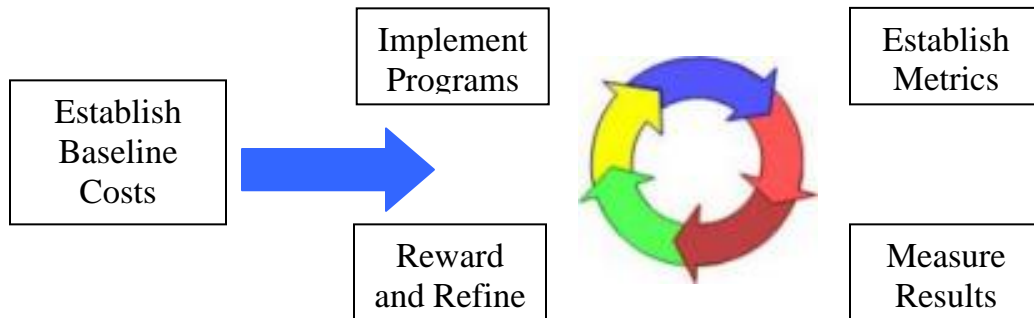 Establish
Baseline
Costs
Implement
Programs
Establish
Metrics
Reward
and Refine
Measure
Results